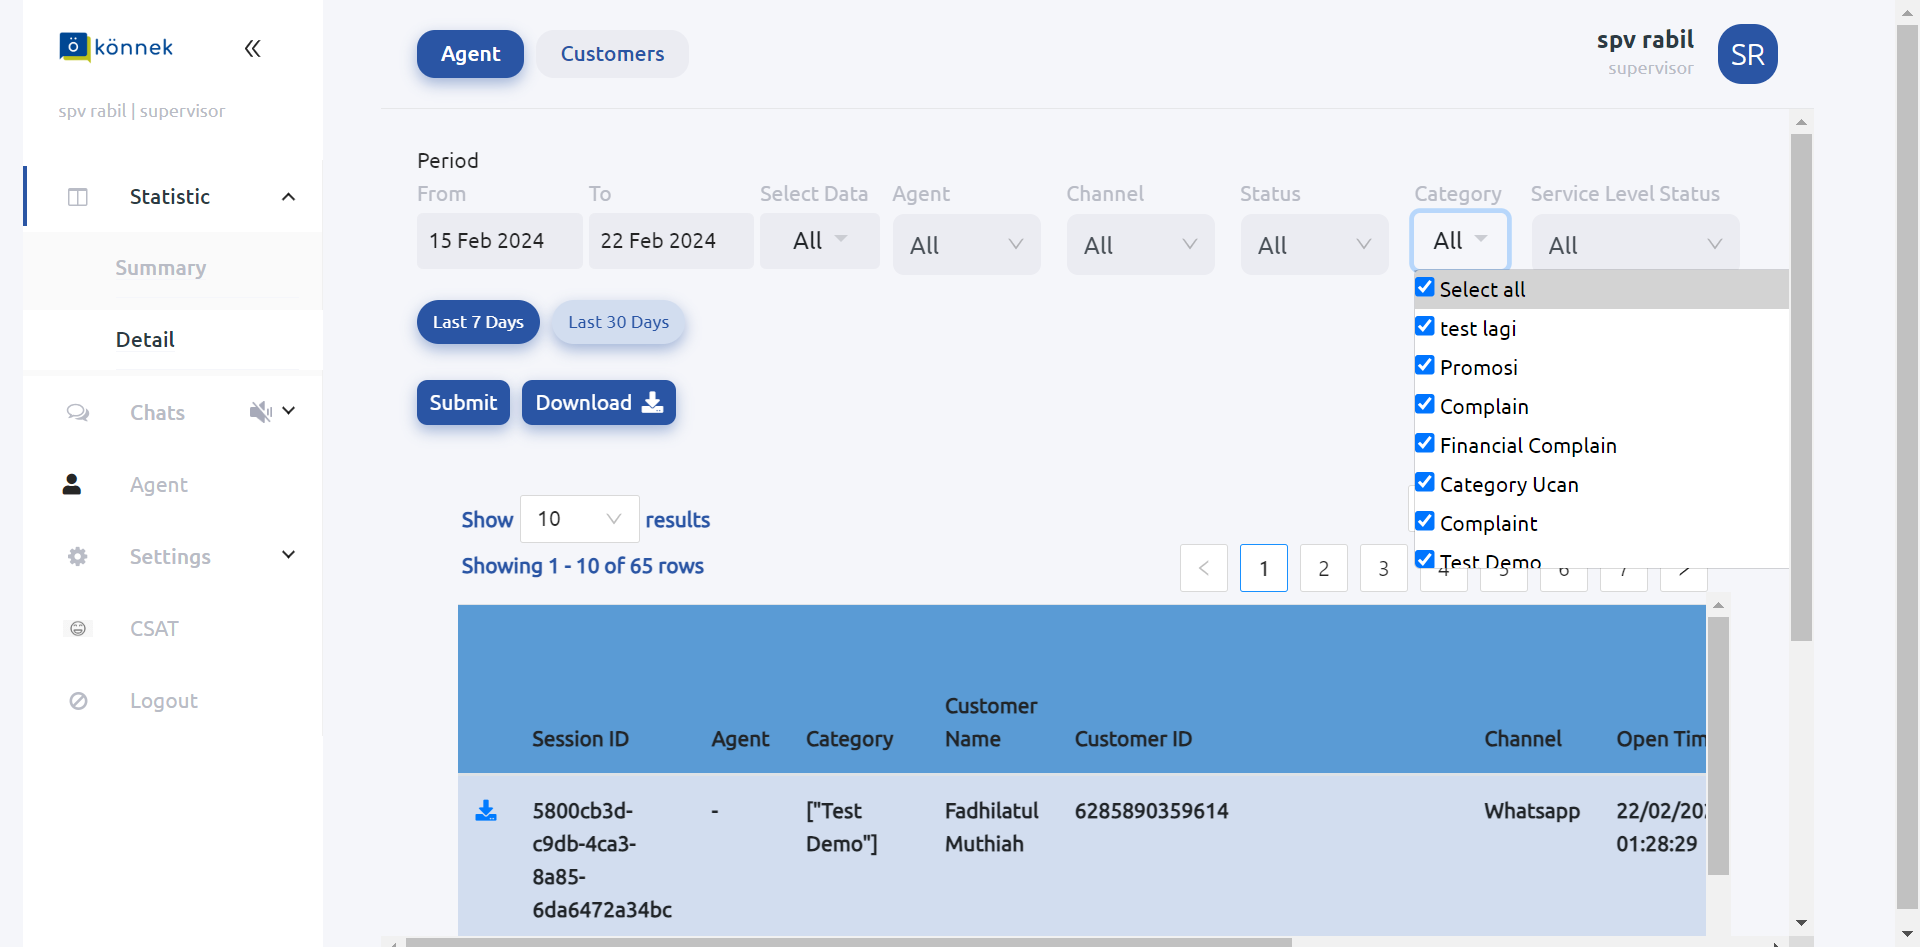 ö könnek
spv rabil | supervisor
Statistic
Summary
Detail
Chats
Agent
Settings
CSAT
Logout
Agent
Customers
spv rabil
supervisor
SR
Period
From
To
Select Data
Agent
Channel
Status
Category
Service Level Status
15 Feb 2024
22 Feb 2024
All
All
All
All
All
All
Select all
test lagi
Promosi
Complain
Financial Complain
Category Ucan
Complaint
Test Demo
Last 7 Days
Last 30 Days
Submit
Download
Show 10 results
Showing 1 - 10 of 65 rows
< 1 2 3 4 5 6 7 >
Session ID
Agent
Category
Customer
Name
Customer ID
Channel
Open Tim
5800cb3d-
c9db-4ca3-
8a85-
6da6472a34bc
-
["Test
Demo"]
Fadhilatul
Muthiah
6285890359614
Whatsapp
22/02/202
01:28:29